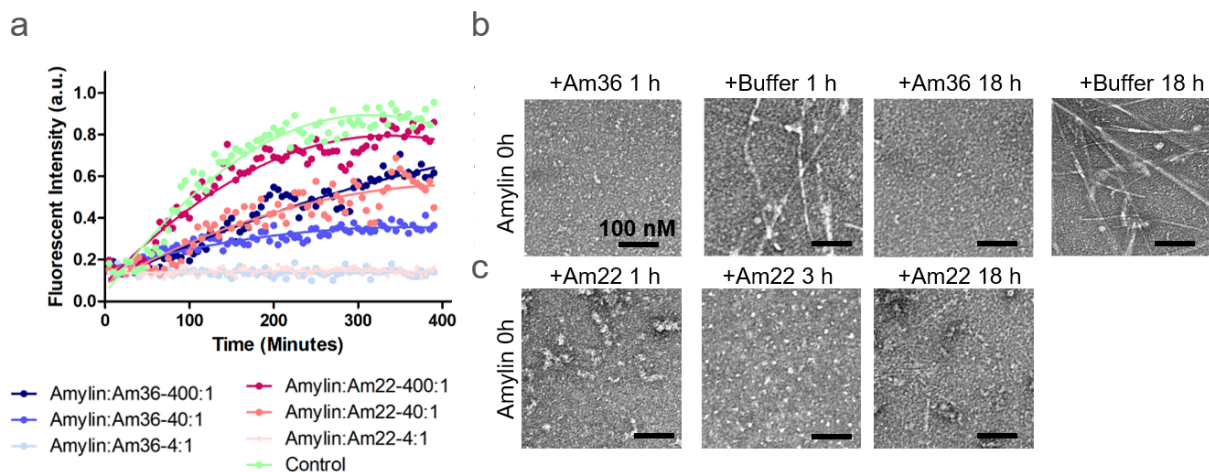 a
Fluorescent Intensity (a.u.)
1.0
0.8
0.6
0.4
0.2
0.0
0
100
200
300
400
Time (Minutes)
Amylin:Am36-400:1
Amylin:Am36-40:1
Amylin:Am36-4:1
Amylin:Am22-400:1
Amylin:Am22-40:1
Amylin:Am22-4:1
Control
b
+Am36 1 h
+Buffer 1 h
+Am36 18 h
+Buffer 18 h
Amylin 0h
100 nM
c
+Am22 1 h
+Am22 3 h
+Am22 18 h
Amylin 0h